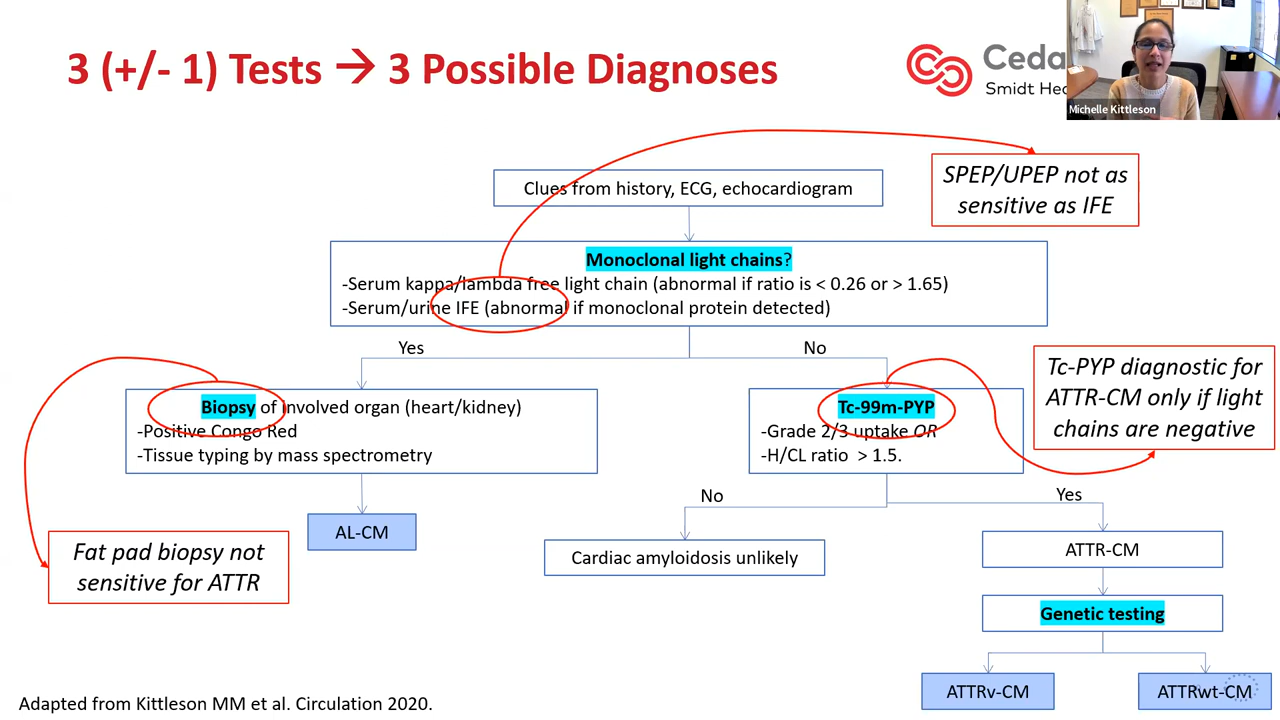 3 (+/- 1) Tests → 3 Possible Diagnoses
Ceda
Smidt Hea
Michelle Kittleson
SPEP/UPEP not as
sensitive as IFE
Clues from history, ECG, echocardiogram
Monoclonal light chains?
-Serum kappa/lambda free light chain (abnormal if ratio is < 0.26 or > 1.65)
-Serum/urine IFE (abnormal if monoclonal protein detected)
Yes
No
Biopsy of involved organ (heart/kidney)
-Positive Congo Red
-Tissue typing by mass spectrometry
Tc-99m-PYP
-Grade 2/3 uptake OR
-H/CL ratio > 1.5.
Tc-PYP diagnostic for
ATTR-CM only if light
chains are negative
No
Yes
AL-CM
Fat pad biopsy not
sensitive for ATTR
Cardiac amyloidosis unlikely
ATTR-CM
Genetic testing
ATTRv-CM
ATTRwt-CM
Adapted from Kittleson MM et al. Circulation 2020.